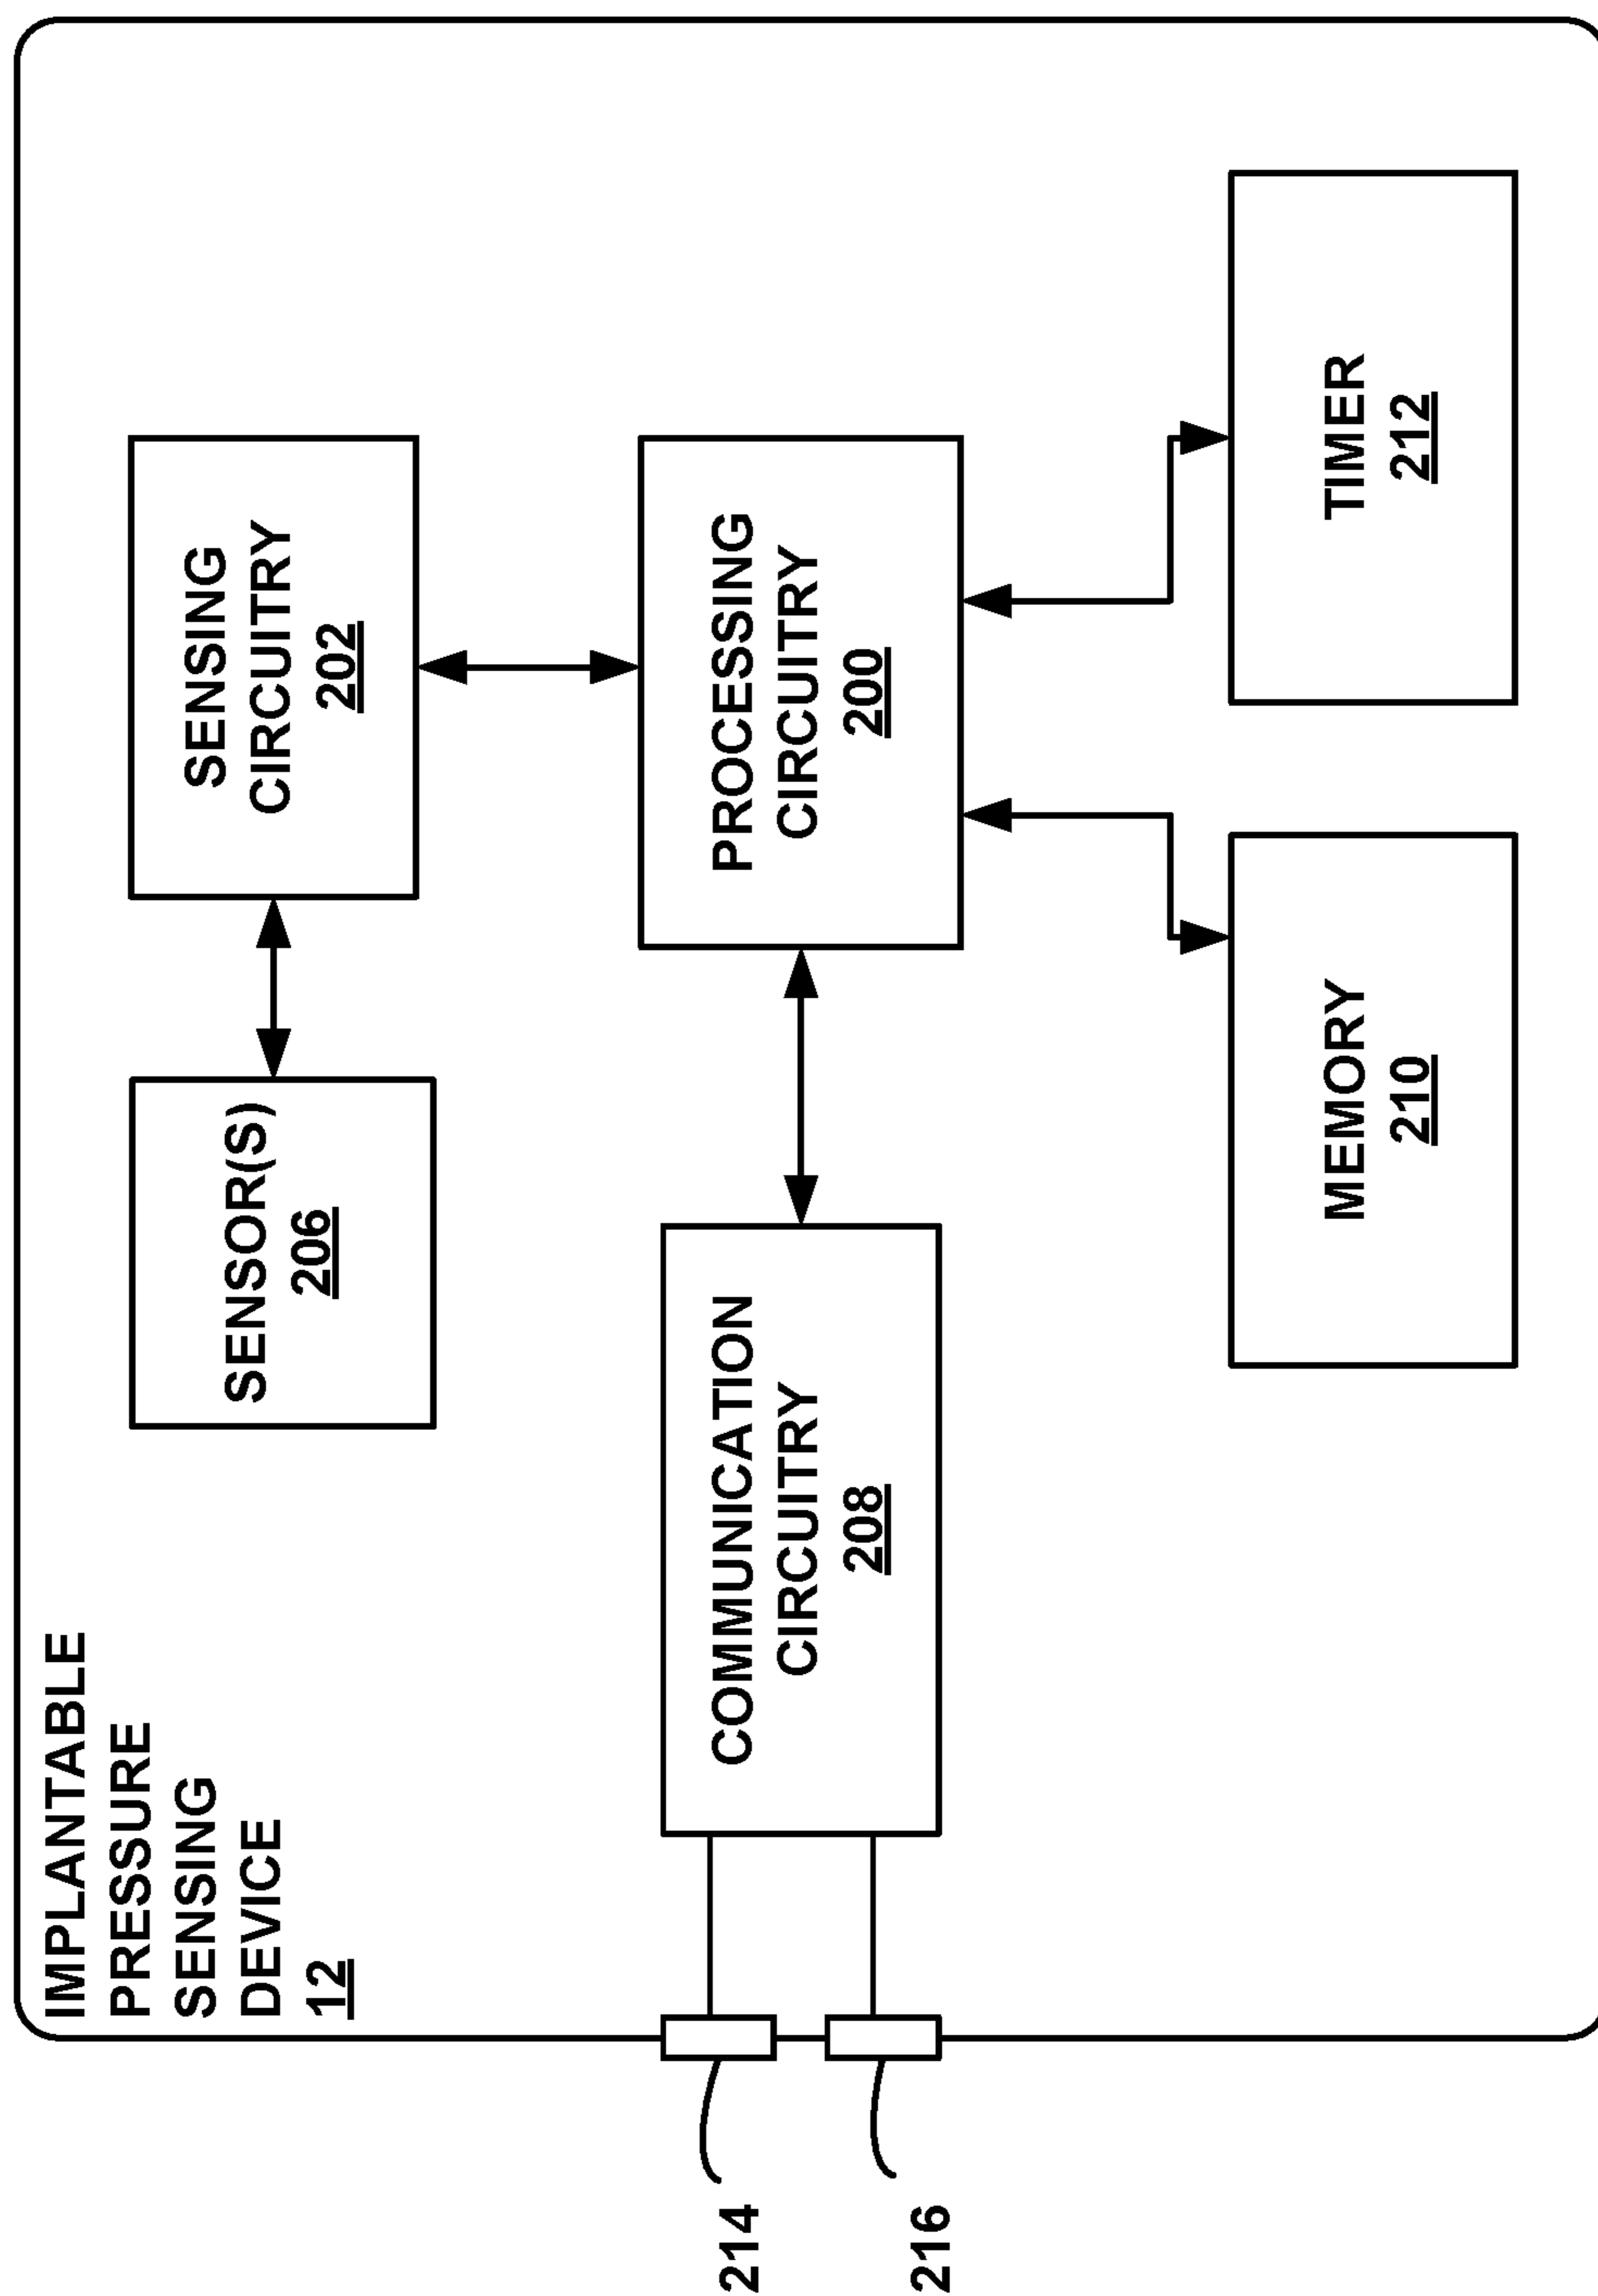 IMPLANTABLE
PRESSURE
SENSING
DEVICE
12
SENSOR(S)
206
SENSING
CIRCUITRY
202
COMMUNICATION
CIRCUITRY
208
PROCESSING
CIRCUITRY
200
214
216
MEMORY
210
TIMER
212